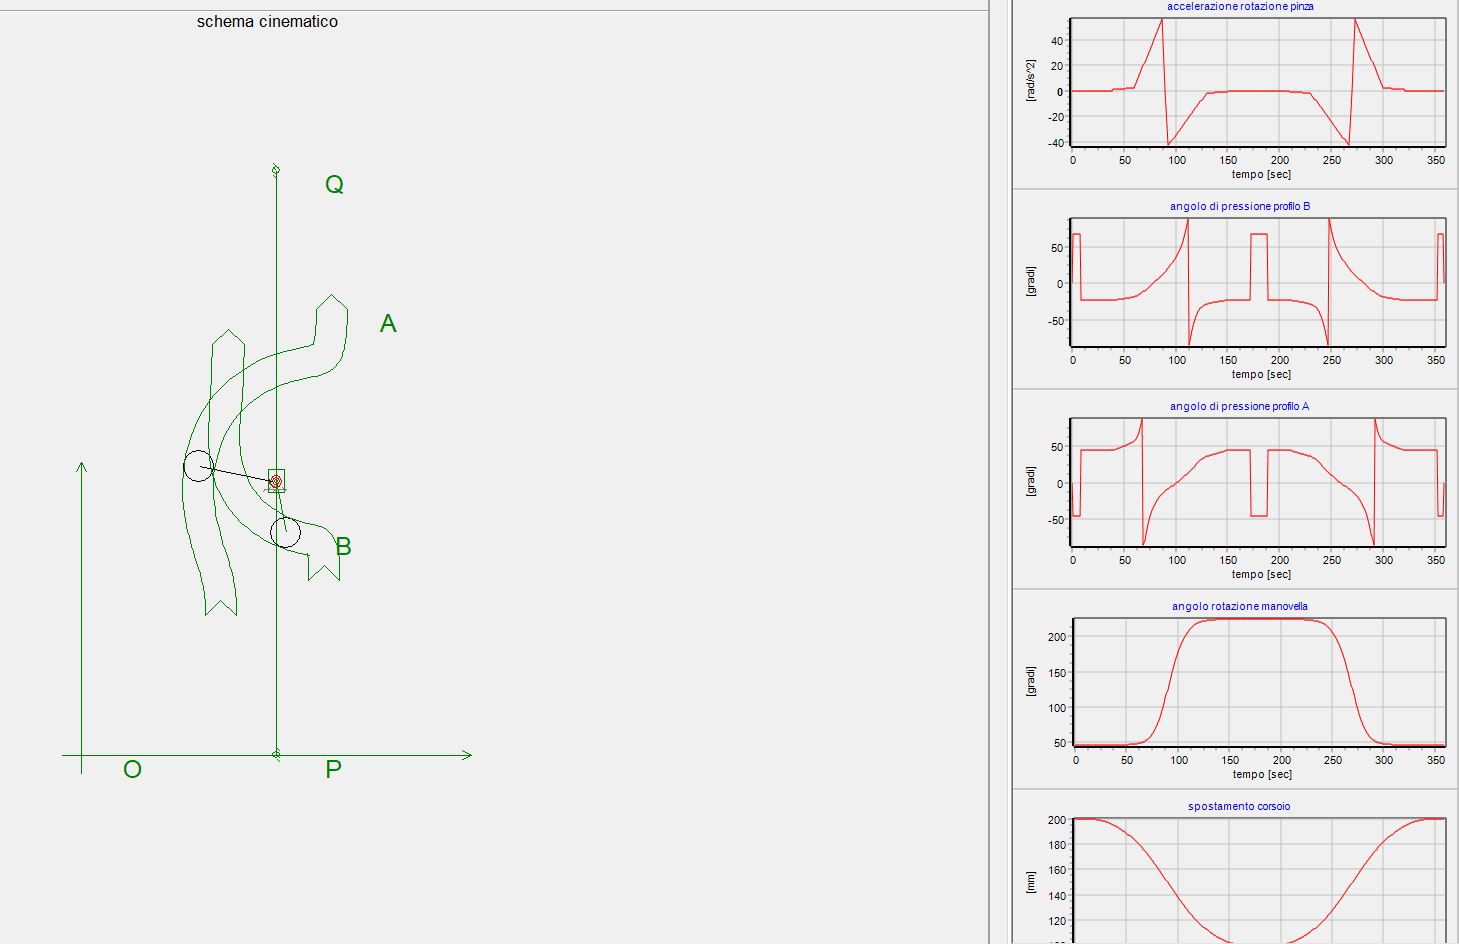 schema cinematico
Q
A
B
O
P
accelerazione rotazione pinza
[rad/s^2]
40
20
0
-20
-40
0 50 100 150 200 250 300 350
tempo [sec]
angolo di pressione profilo B
[gradi]
50
0
-50
0 50 100 150 200 250 300 350
tempo [sec]
angolo di pressione profilo A
[gradi]
50
0
-50
0 50 100 150 200 250 300 350
tempo [sec]
angolo rotazione manovella
[gradi]
200
150
100
50
0 50 100 150 200 250 300 350
tempo [sec]
spostamento corsoio
[mm]
200
180
160
140
120